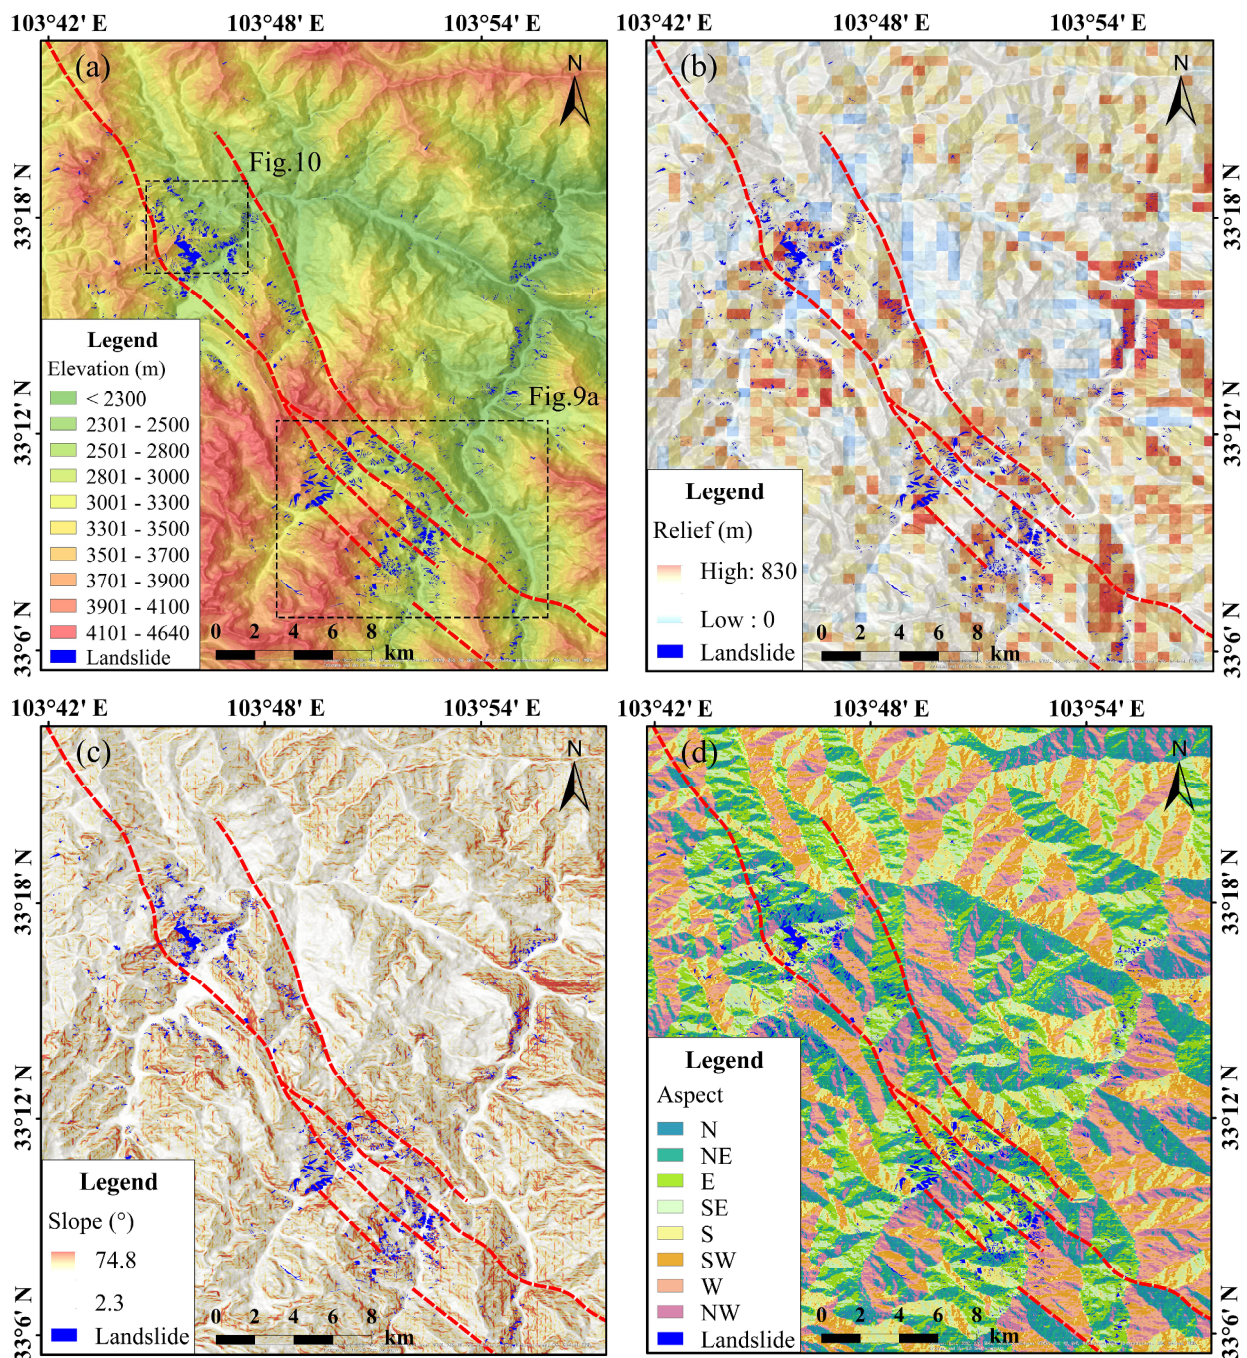 103°42' E
103°48' E
103°54' E
103°42' E
103°48' E
103°54' E
(a)
N
Fig.10
Fig.9a
33°18' N
33°12' N
33°6' N
Legend
Elevation (m)
< 2300
2301 - 2500
2501 - 2800
2801 - 3000
3001 - 3300
3301 - 3500
3501 - 3700
3701 - 3900
3901 - 4100
4101 - 4640
Landslide
0 2 4 6 8
km
(b)
N
33°18' N
33°12' N
33°6' N
Legend
Relief (m)
High: 830
Low : 0
Landslide
0 2 4 6 8
km
103°42' E
103°48' E
103°54' E
103°42' E
103°48' E
103°54' E
(c)
N
33°18' N
33°12' N
33°6' N
Legend
Slope (°)
74.8
2.3
Landslide
0 2 4 6 8
km
(d)
N
33°18' N
33°12' N
33°6' N
Legend
Aspect
N
NE
E
SE
S
SW
W
NW
Landslide
0 2 4 6 8
km